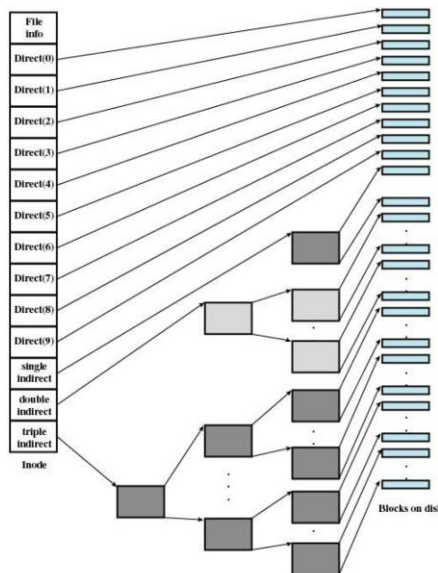 File
info
Direct(0)
Direct(1)
Direct(2)
Direct(3)
Direct(4)
Direct(5)
Direct(6)
Direct(7)
Direct(8)
Direct(9)
single
indirect
double
indirect
triple
indirect
Inode
Blocks on dis